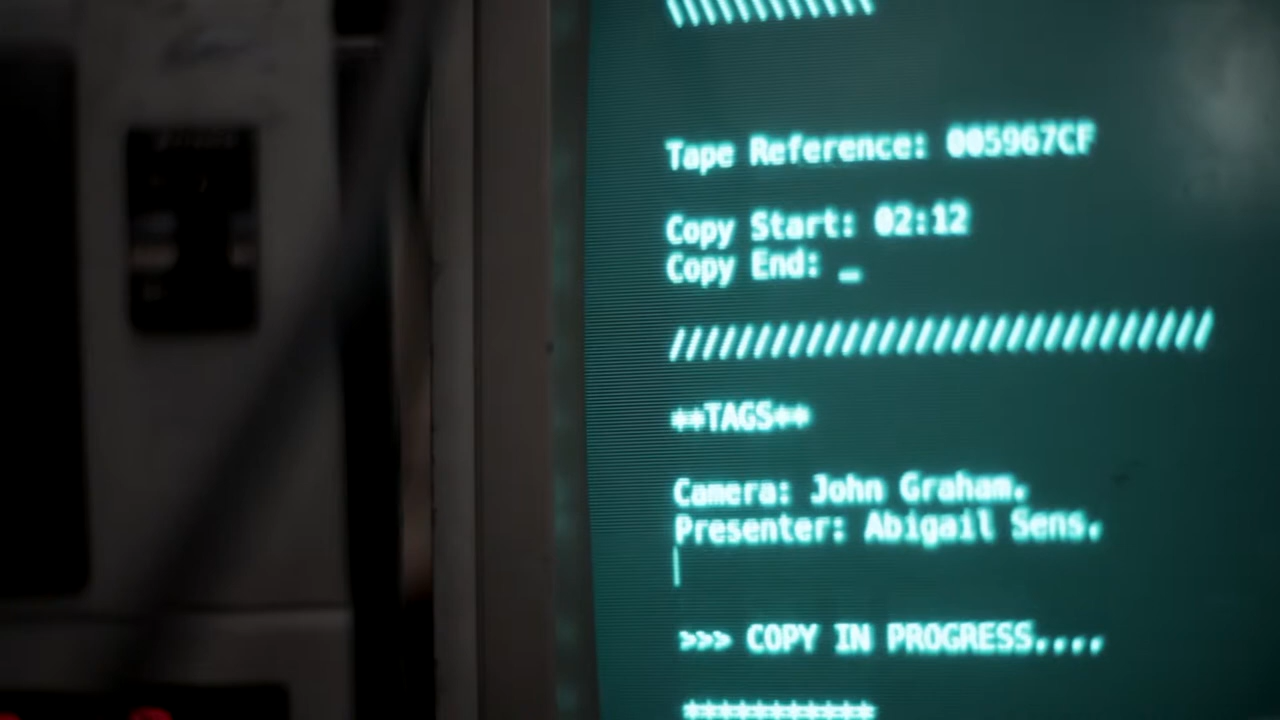 \\\\\\\\\\\
Tape Reference: 005967CF
Copy Start: 02:12
Copy End: _
//////////////////////////////
**TAGS**
Camera: John Graham.
Presenter: Abigail Sens.
>>> COPY IN PROGRESS....
***********